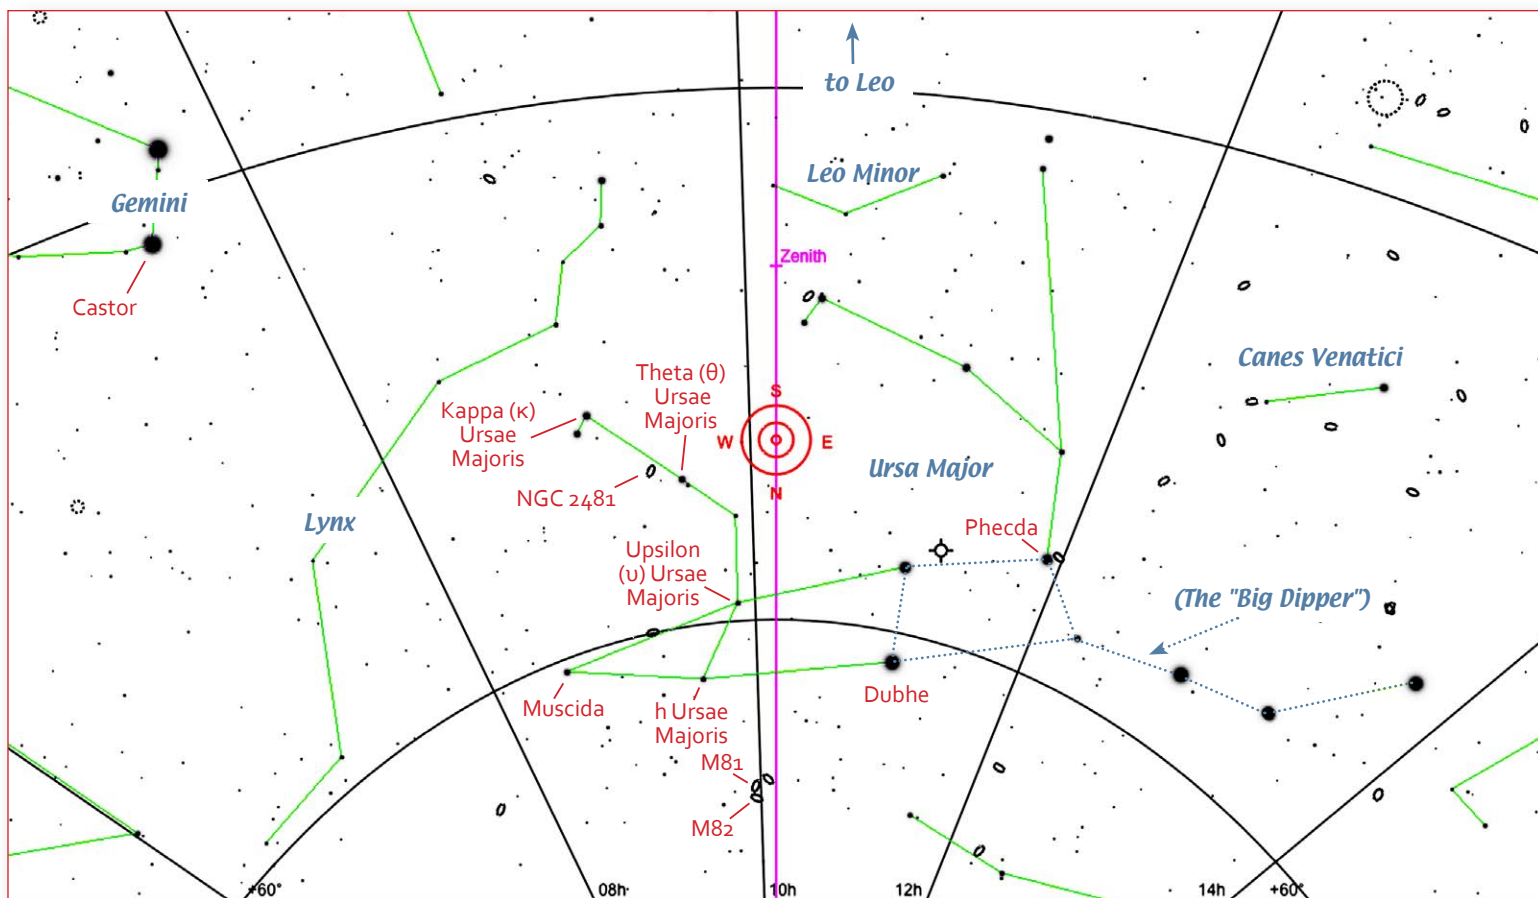 to Leo
Leo Minor
Gemini
Zenith
Castor
Canes Venatici
Theta (θ)
Ursae
Majoris
S
Kappa (κ)
Ursae
Majoris
W
E
Ursa Major
N
NGC 2481
Lynx
Phecda
Upsilon
(υ) Ursae
Majoris
(The "Big Dipper")
Muscida
Dubhe
h Ursae
Majoris
M81
M82
+60°
08h
10h
12h
14h
+60°